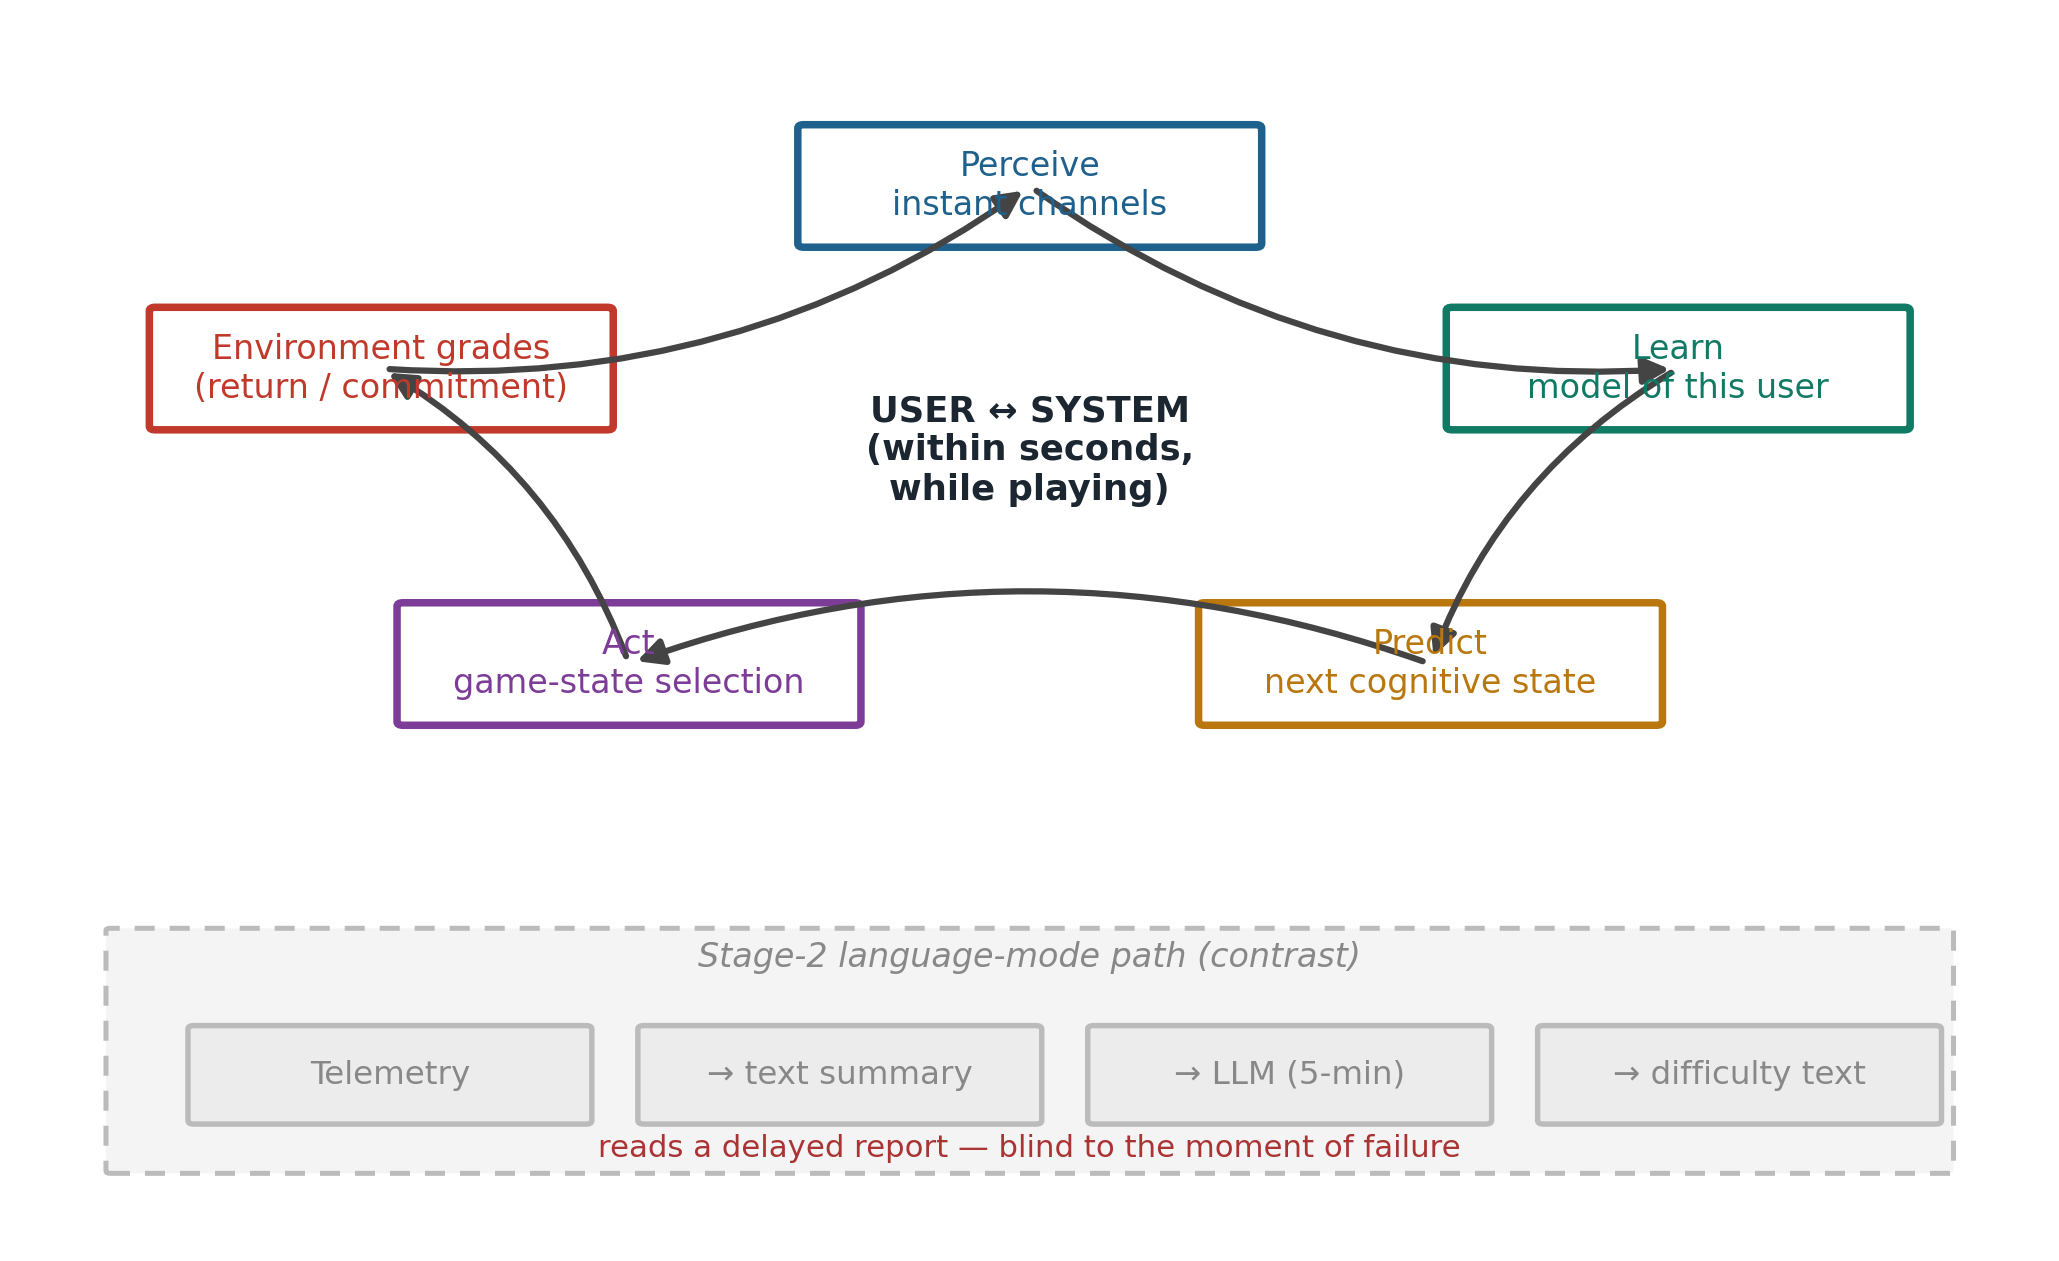 Perceive
instant channels
Environment grades
(return / commitment)
Learn
model of this user
USER ↔ SYSTEM
(within seconds,
while playing)
Act
game-state selection
Predict
next cognitive state
Stage-2 language-mode path (contrast)
Telemetry
→ text summary
→ LLM (5-min)
→ difficulty text
reads a delayed report — blind to the moment of failure